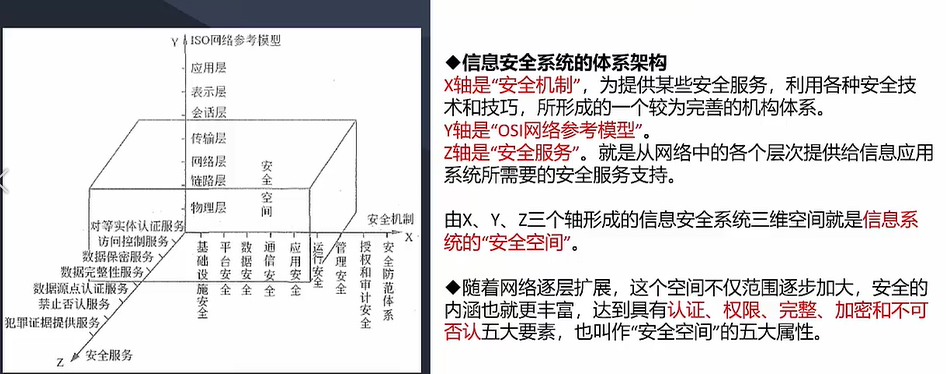 Y
ISO网络参考模型
应用层
表示层
会话层
传输层
网络层
链路层
物理层
安全空间
对等实体认证服务
访问控制服务
数据保密服务
数据完整性服务
数据源点认证服务
禁止否认服务
犯罪证据提供服务
Z
安全服务
安全机制
X
基础设施安全
平台安全
数据安全
通信安全
应用安全
运行安全
管理安全
授权和审计安全
安全防范体系
◆信息安全系统的体系架构
X轴是“安全机制”，为提供某些安全服务，利用各种安全技
术和技巧，所形成的一个较为完善的机构体系。
Y轴是“OSI网络参考模型”。
Z轴是“安全服务”。就是从网络中的各个层次提供给信息应用
系统所需要的安全服务支持。
由X、Y、Z三个轴形成的信息安全系统三维空间就是信息系
统的“安全空间”。
◆随着网络逐层扩展，这个空间不仅范围逐步加大，安全的
内涵也就更丰富，达到具有认证、权限、完整、加密和不可
否认五大要素，也叫作“安全空间”的五大属性。